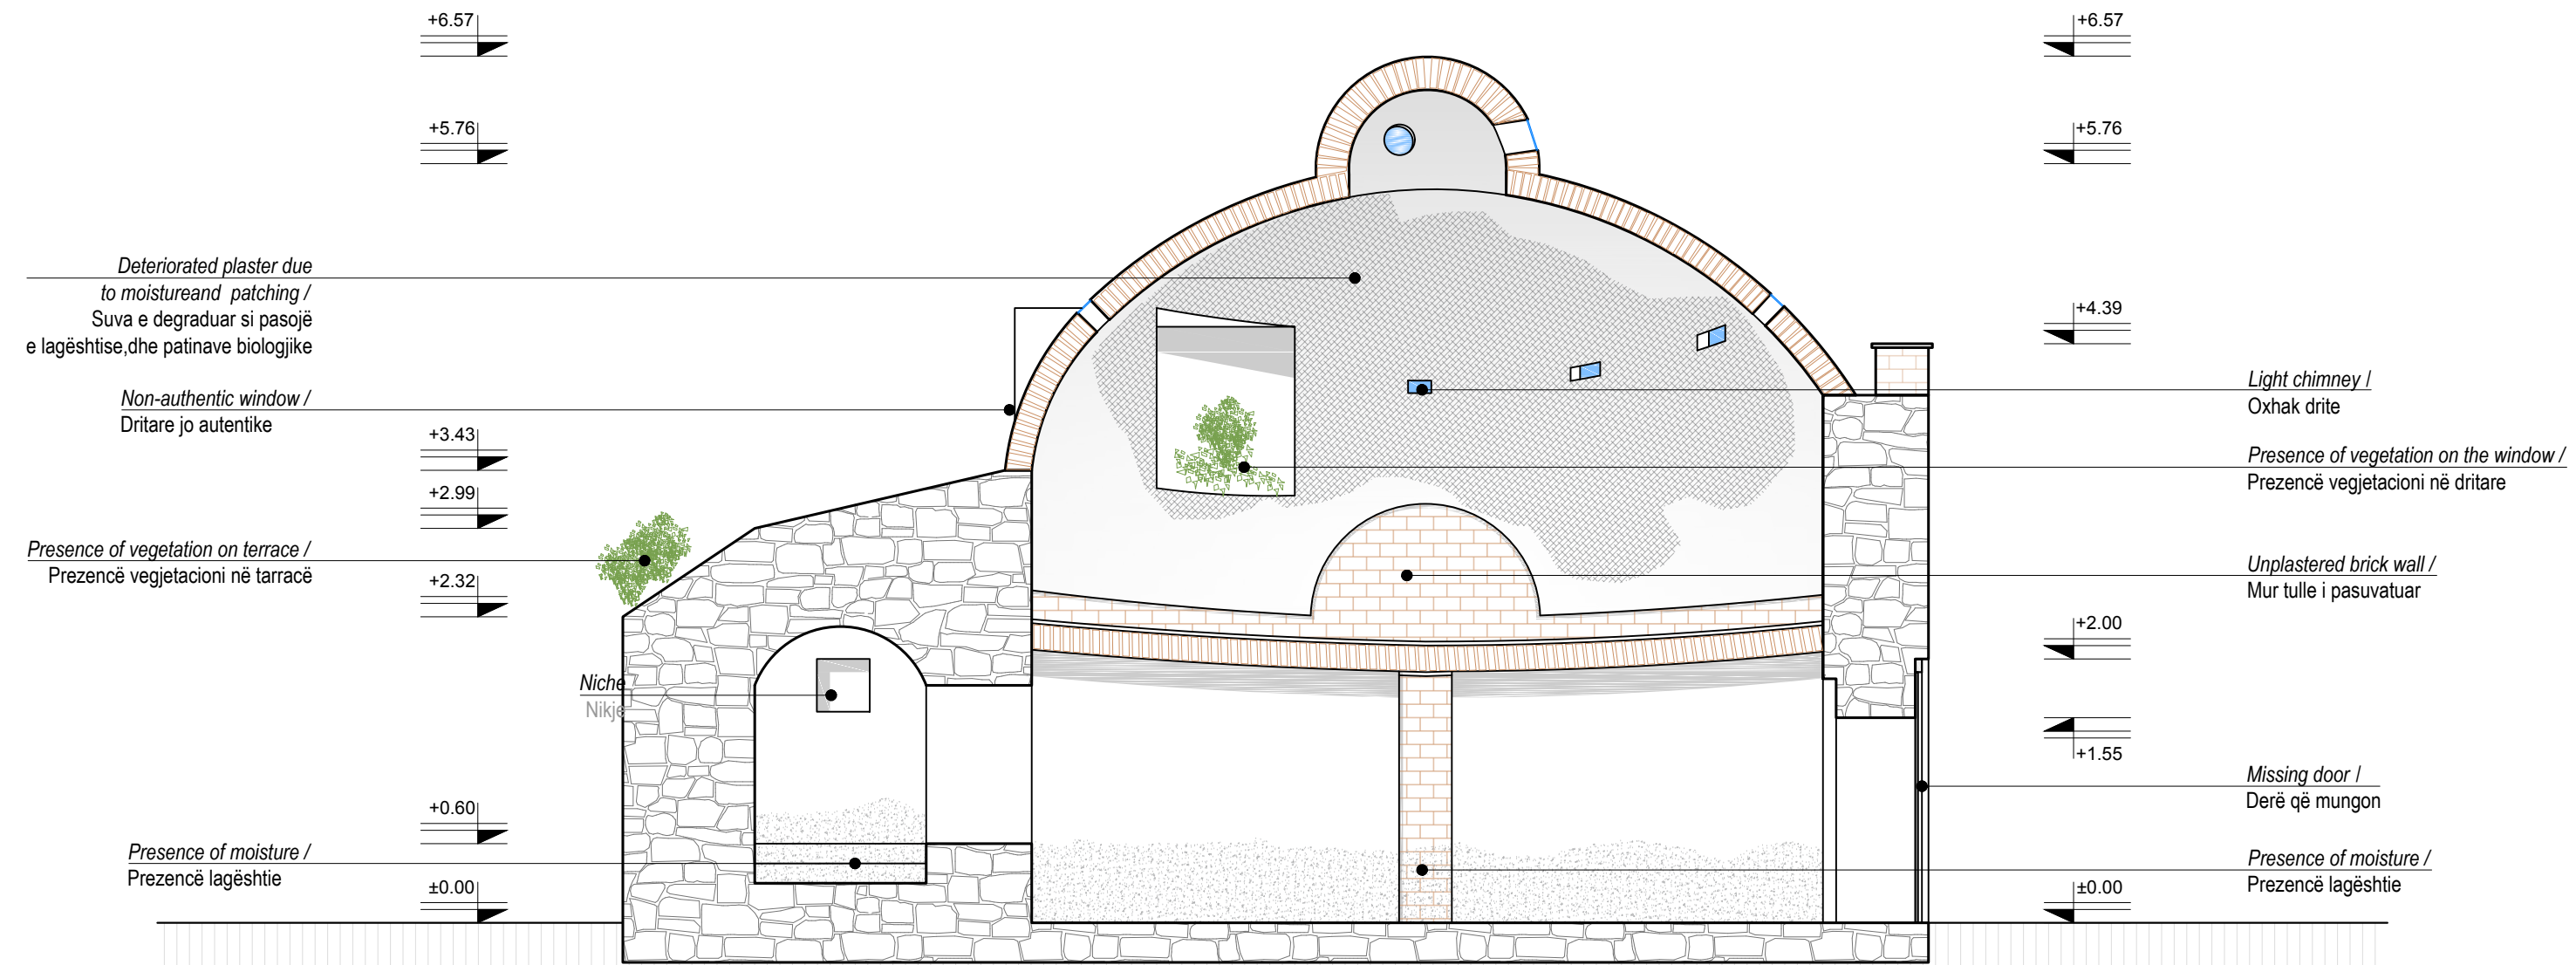 +6.57
+5.76
Deteriorated plaster due
to moistureand  patching /
Suva e degraduar si pasojë
e lagështise,dhe patinave biologjike
Non-authentic window /
Dritare jo autentike
+3.43
+2.99
Presence of vegetation on terrace /
Prezencë vegjetacioni në tarracë
+2.32
Niche
Nikje
+0.60
Presence of moisture /
Prezencë lagështie
±0.00
+6.57
+5.76
+4.39
Light chimney /
Oxhak drite
Presence of vegetation on the window /
Prezencë vegjetacioni në dritare
Unplastered brick wall /
Mur tulle i pasuvatuar
+2.00
+1.55
Missing door /
Derë që mungon
Presence of moisture /
Prezencë lagështie
±0.00